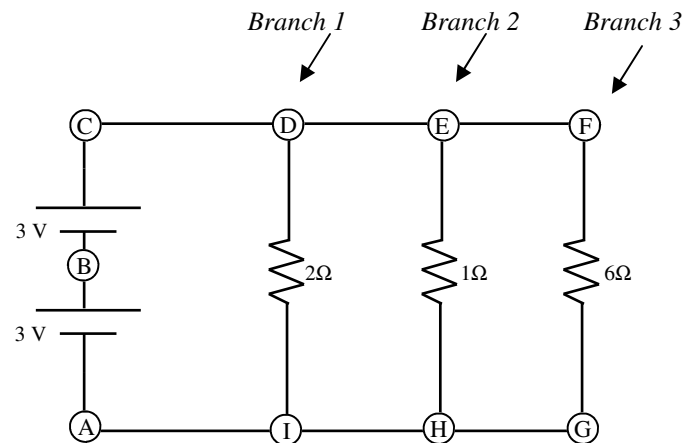 Branch 1 Branch 2 Branch 3
C D E F
3 V
B
2Ω 1Ω 6Ω
3 V
A I H G